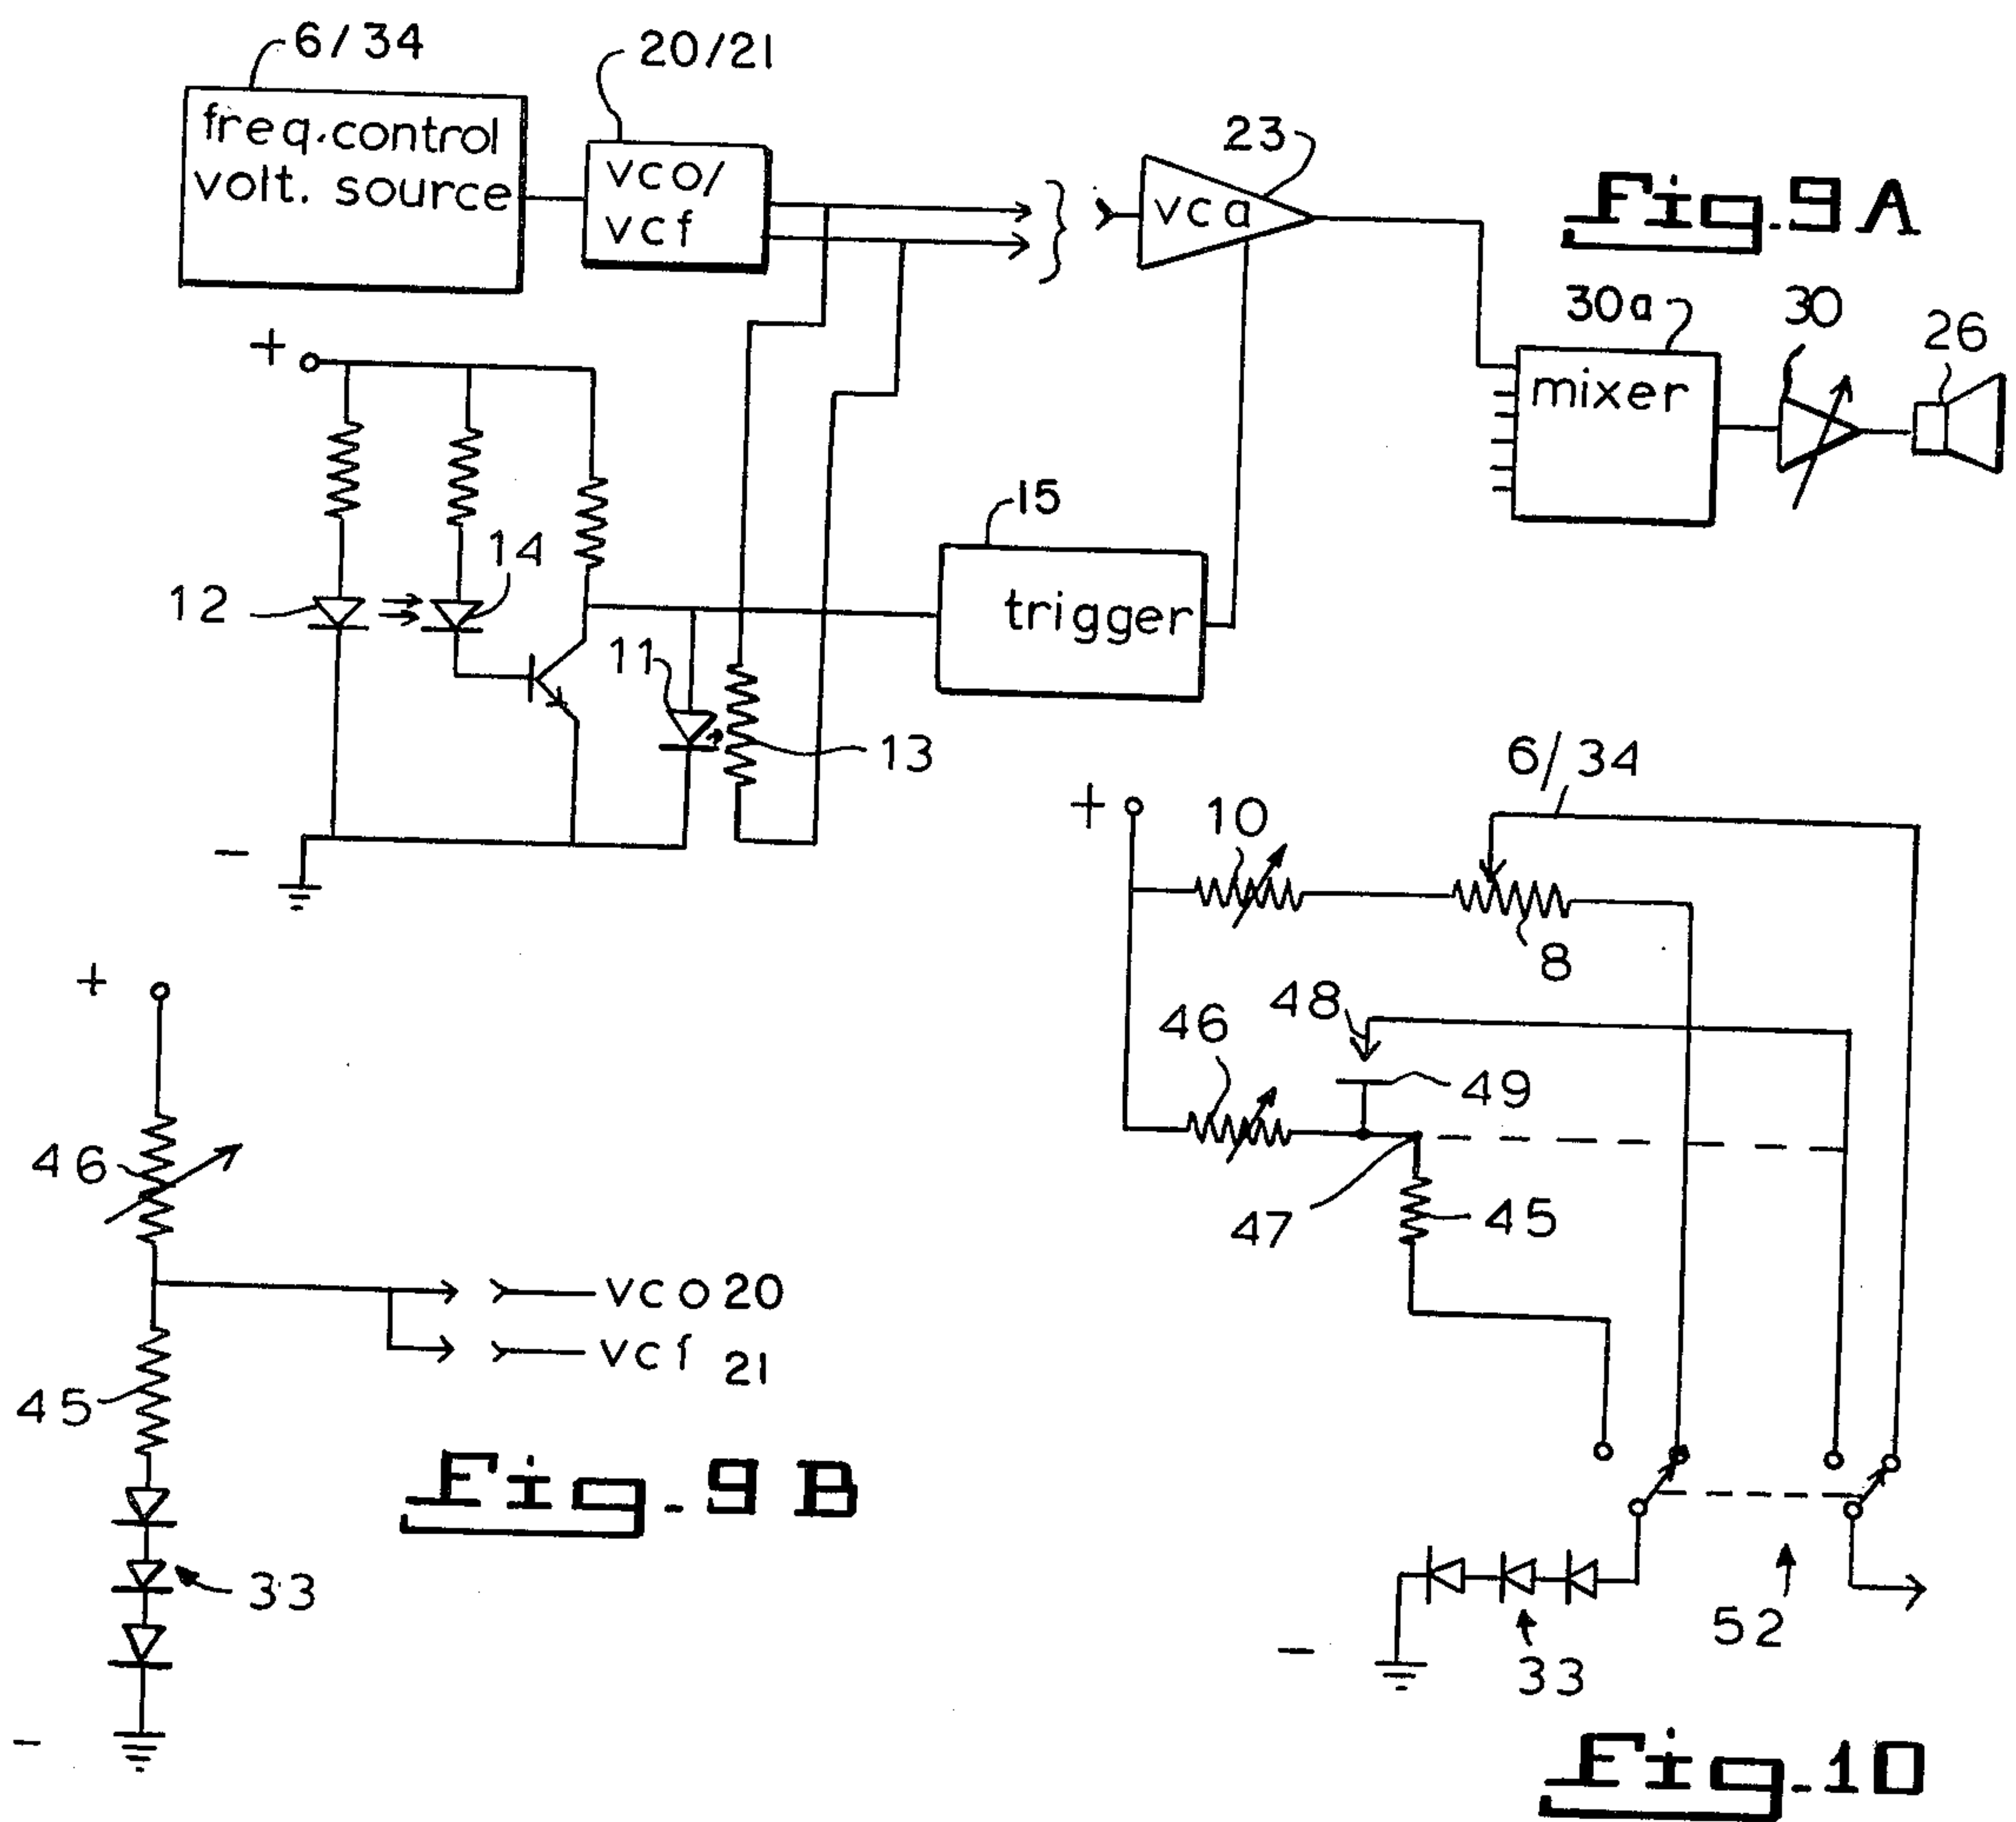 6/34
20/21
freq.control
volt. source
vco/
vcf
23
vca
Fig. 9A
30a
30
26
mixer
+
15
trigger
14
12
11
13
-
6/34
+
10
8
48
46
49
47
45
52
33
-
Fig. 10
+
46
vco 20
vcf 21
45
33
-
Fig. 9B